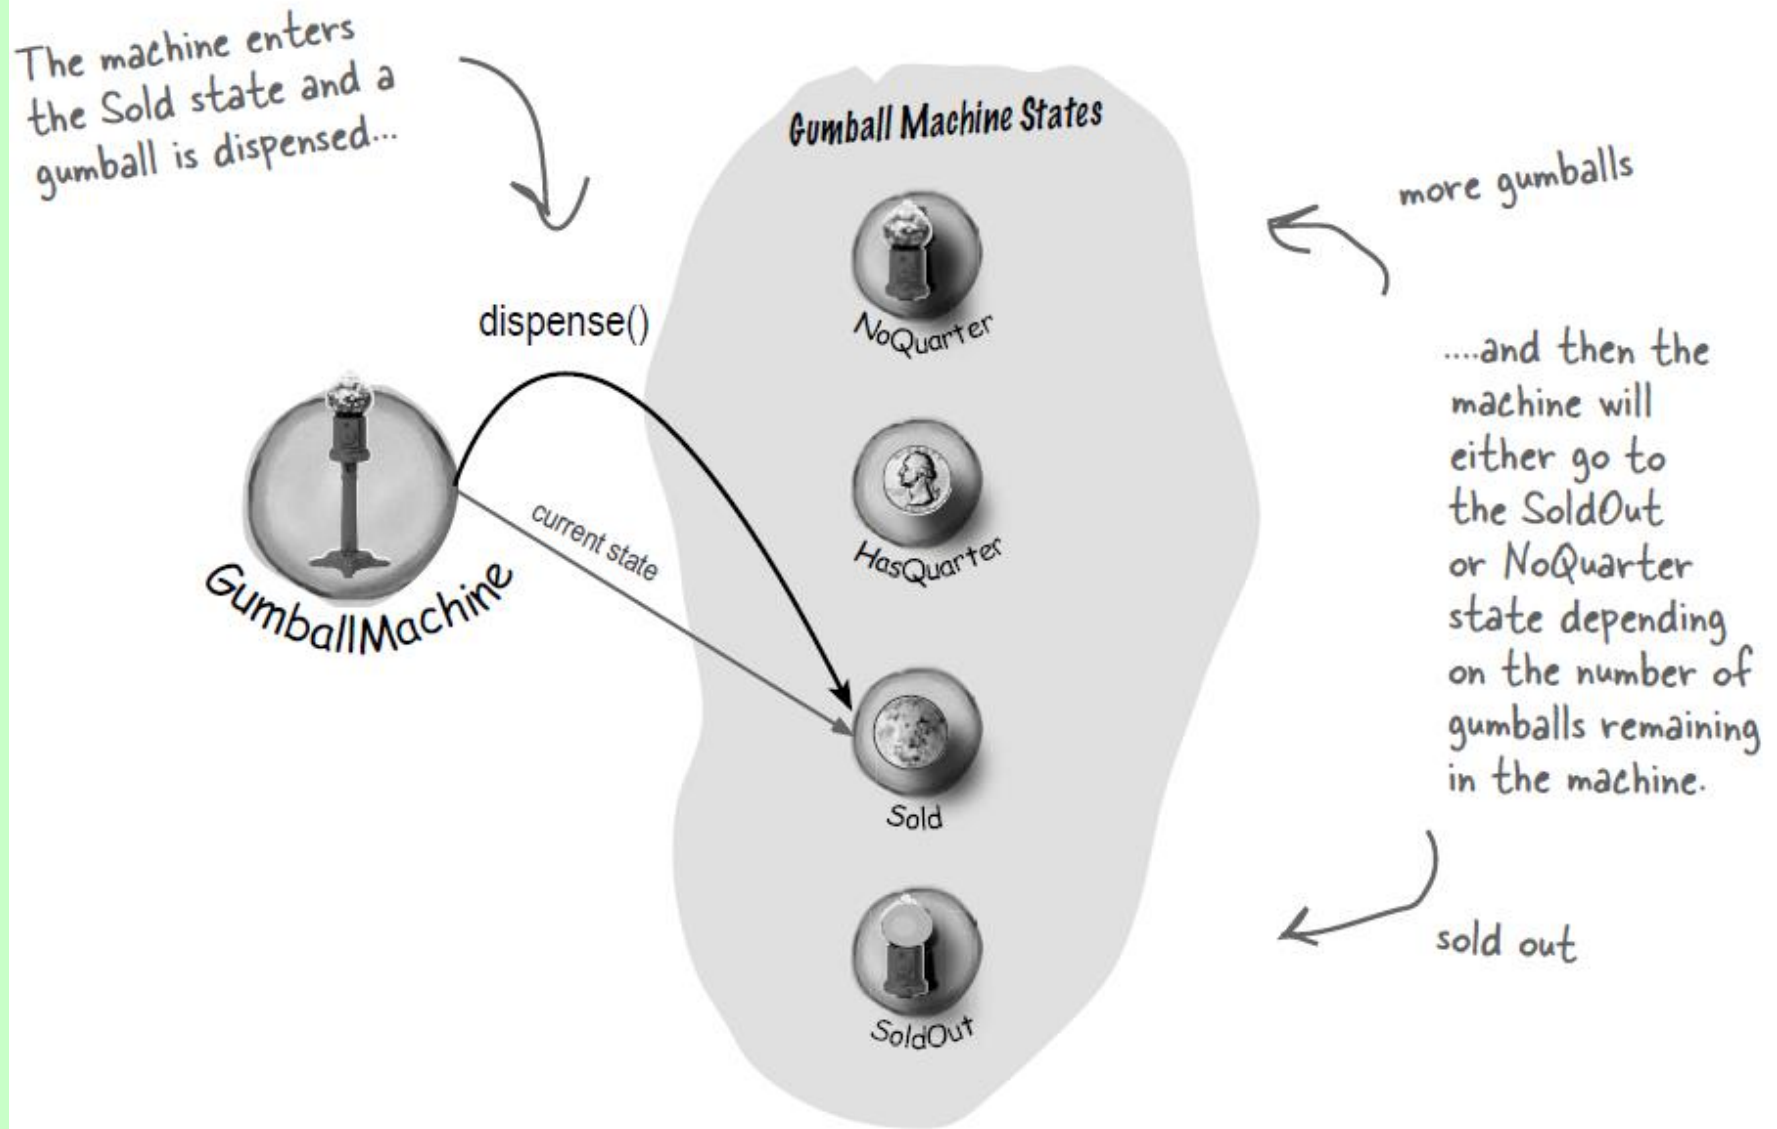 The machine enters
the Sold state and a
gumball is dispensed...
Gumball Machine States
more gumballs
NoQuarter
dispense()
....and then the
machine will
either go to
the SoldOut
or NoQuarter
state depending
on the number of
gumballs remaining
in the machine.
current state
HasQuarter
GumballMachine
Sold
sold out
SoldOut